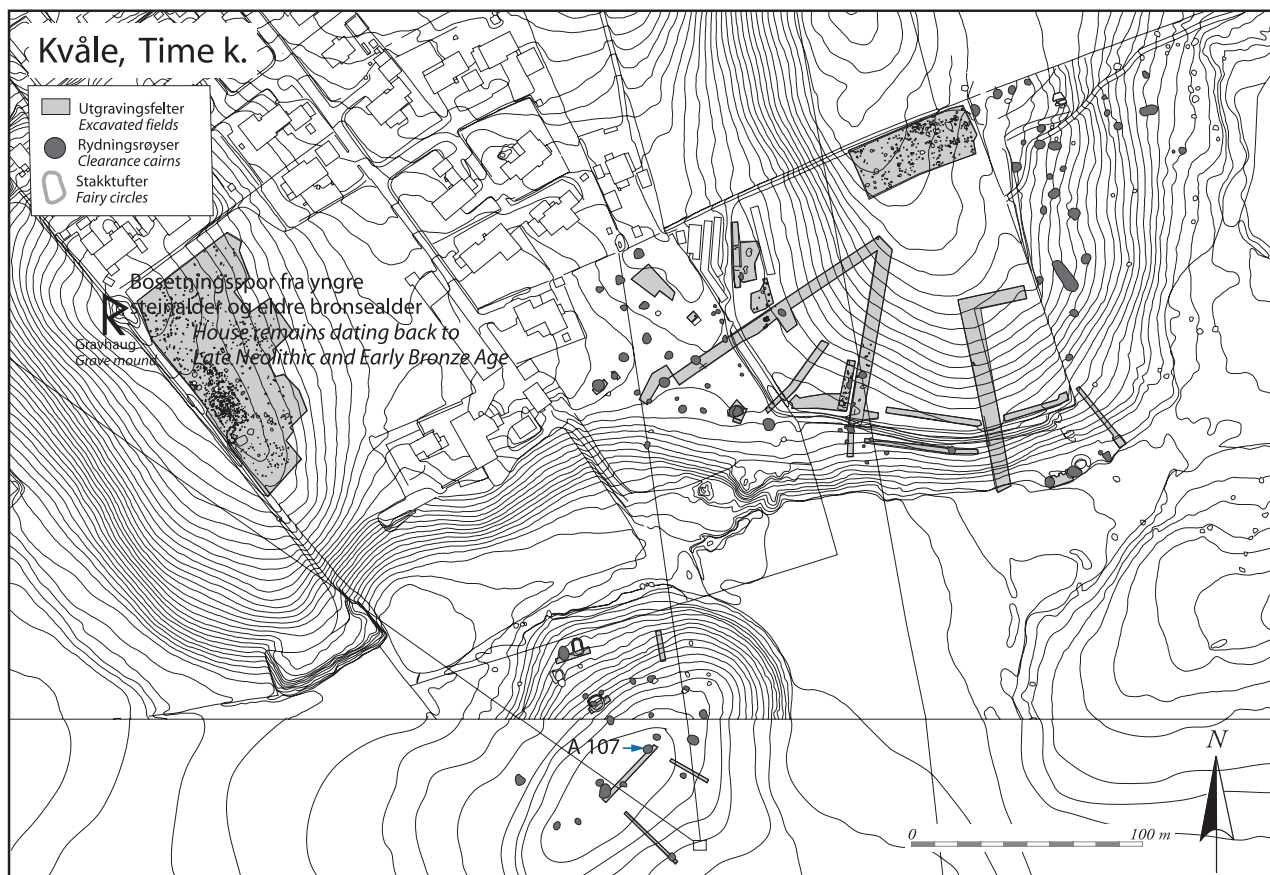 Kvåle, Time k.
Utgravingsfelter
Excavated fields
Rydningsrøyser
Clearance cairns
Stakktufter
Fairy circles
Bosetningsspor fra yngre
steinalder og eldre bronsealder
House remains dating back to
Late Neolithic and Early Bronze Age
R
Gravhaug
Grave mound
A 107
N
0
100 m